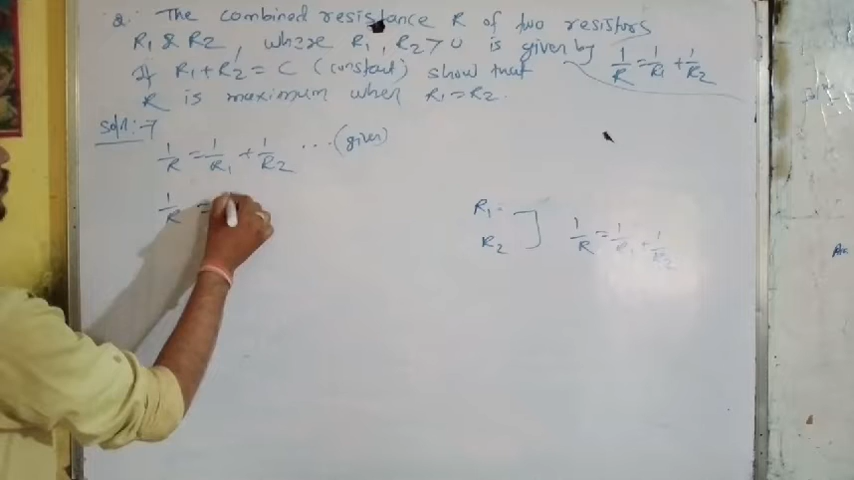 Q: The combined resistance R of two resistors
R1 & R2, where R1, R2 > 0 is given by 1/R = 1/R1 + 1/R2
If R1 + R2 = C (constant) show that
R is maximum when R1 = R2.
Soln:-7
1/R = 1/R1 + 1/R2 ... (given)
1/R =
R1
R2 ] 1/R = 1/R1 + 1/R2